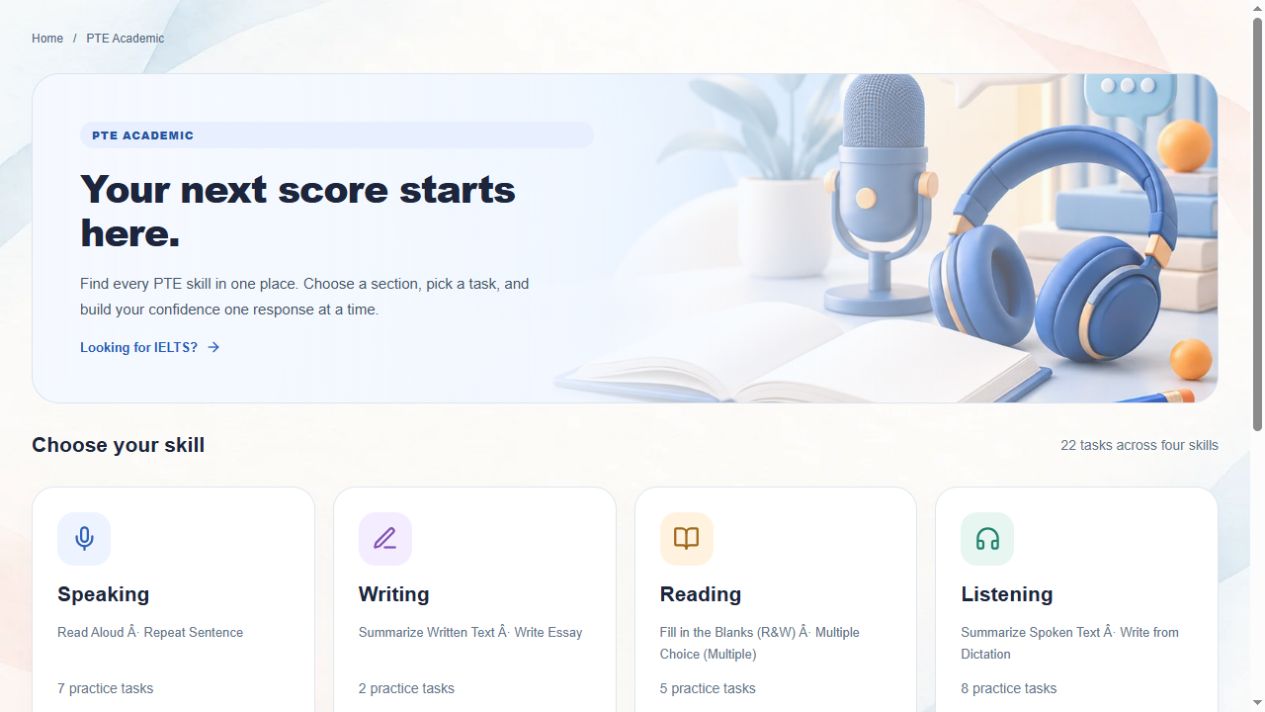 Home / PTE Academic
PTE ACADEMIC
Your next score starts
here.
Find every PTE skill in one place. Choose a section, pick a task, and
build your confidence one response at a time.
Looking for IELTS? →
Choose your skill
22 tasks across four skills
Speaking
Read Aloud Â· Repeat Sentence
7 practice tasks
Writing
Summarize Written Text Â· Write Essay
2 practice tasks
Reading
Fill in the Blanks (R&W) Â· Multiple
Choice (Multiple)
5 practice tasks
Listening
Summarize Spoken Text Â· Write from
Dictation
8 practice tasks